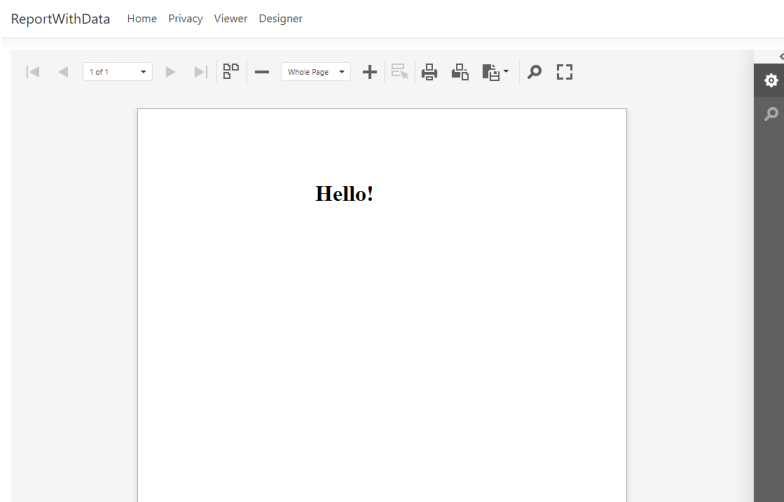 ReportWithData Home Privacy Viewer Designer
1 of 1 Whole Page
Hello!